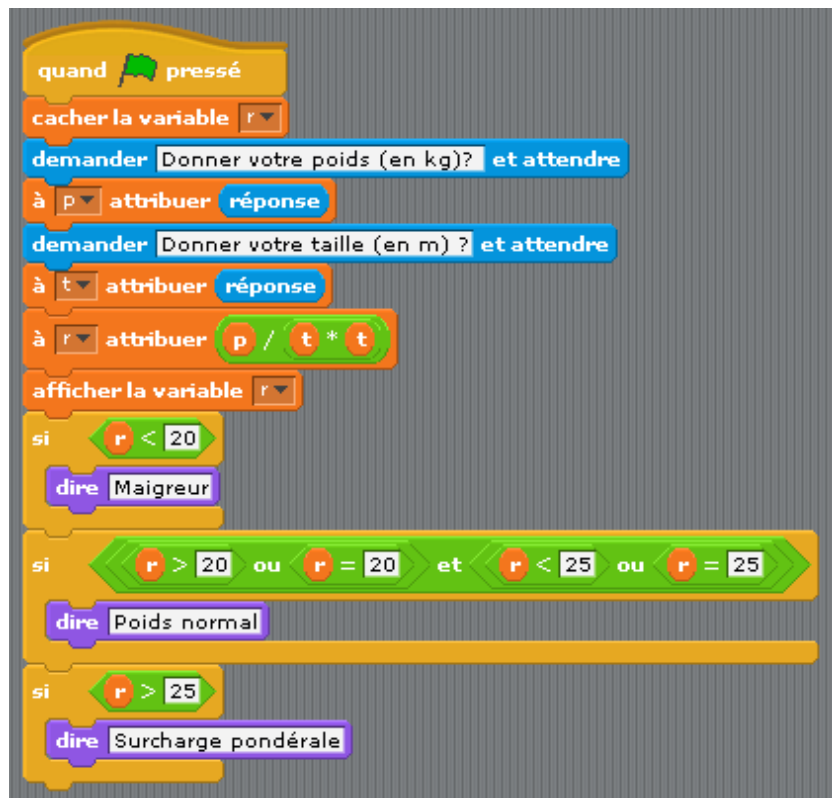 quand pressé
cacher la variable r
demander Donner votre poids (en kg)? et attendre
à p attribuer réponse
demander Donner votre taille (en m) ? et attendre
à t attribuer réponse
à r attribuer p / t * t
afficher la variable r
si r < 20
dire Maigreur
si r > 20 ou r = 20 et r < 25 ou r = 25
dire Poids normal
si r > 25
dire Surcharge pondérale